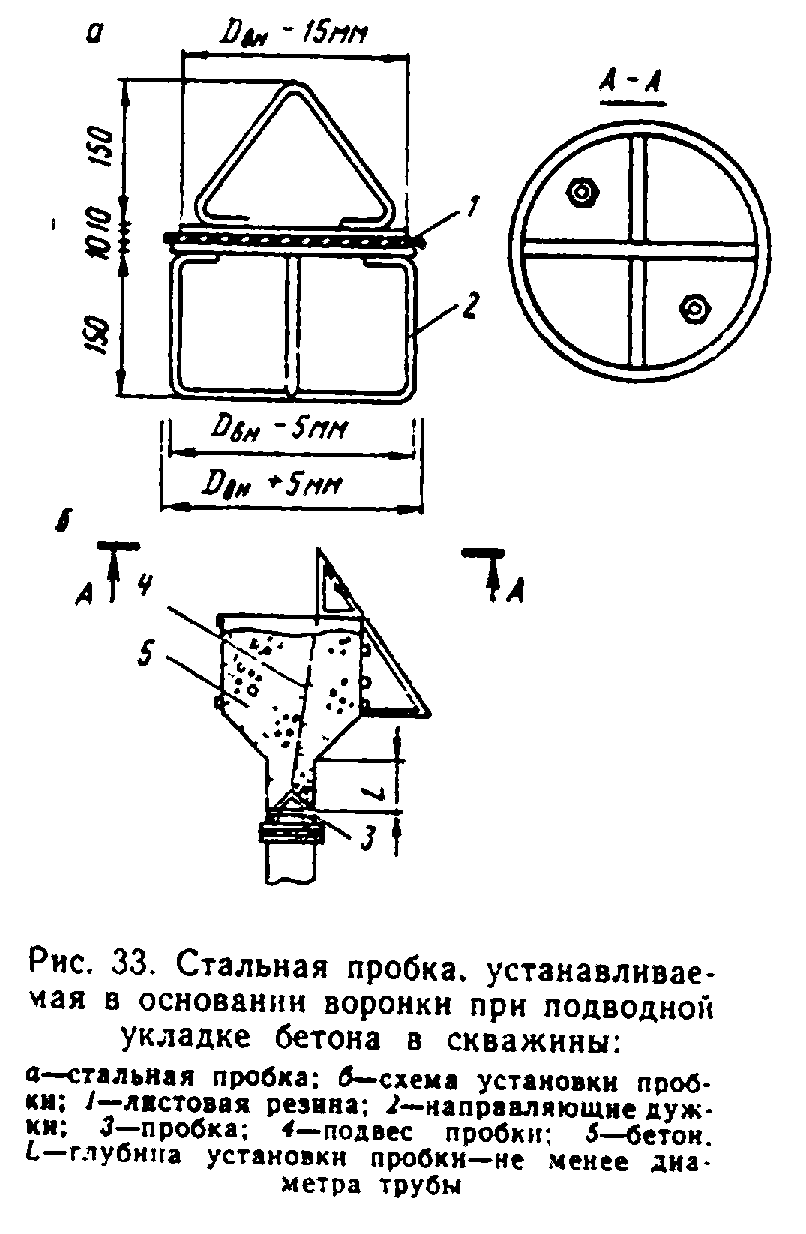 а
Dвн - 15мм
А - А
150
10 10
1
150
2
Dвн - 5мм
Dвн + 5мм
б
А
4
А
5
L
3
Рис. 33. Стальная пробка, устанавливае-
мая в основании воронки при подводной
укладке бетона в скважины:
а—стальная пробка; б—схема установки проб-
ки; 1—листовая резина; 2—направляющие дуж-
ки; 3—пробка; 4—подвес пробки; 5—бетон.
L—глубина установки пробки—не менее диа-
метра трубы